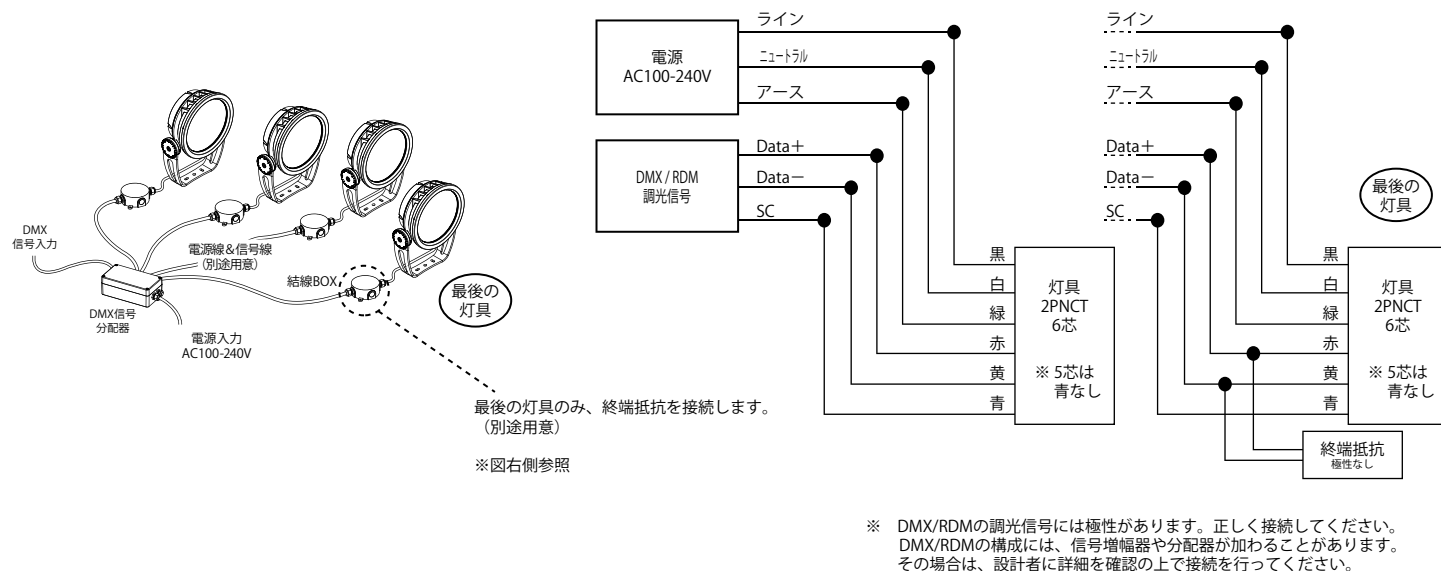 DMX
信号入力
電源線＆信号線
（別途用意）
結線BOX
DMX信号
分配器
電源入力
AC100-240V
最後の
灯具
最後の灯具のみ、終端抵抗を接続します。
（別途用意）
※図右側参照
電源
AC100-240V
ライン
ﾆｭｰﾄﾗﾙ
アース
DMX / RDM
調光信号
Data＋
Data－
SC
黒
白
緑
赤
黄
青
灯具
2PNCT
6芯
※ 5芯は
青なし
ライン
ﾆｭｰﾄﾗﾙ
アース
Data＋
Data－
SC
最後の
灯具
黒
白
緑
赤
黄
青
灯具
2PNCT
6芯
※ 5芯は
青なし
終端抵抗
極性なし
※　DMX/RDMの調光信号には極性があります。正しく接続してください。
DMX/RDMの構成には、信号増幅器や分配器が加わることがあります。
その場合は、設計者に詳細を確認の上で接続を行ってください。